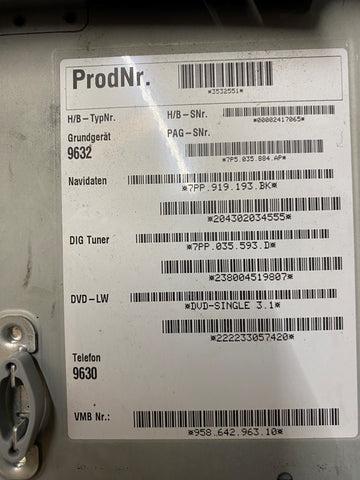 ProdNr.
*3532551*
H/B-TypNr.
H/B-SNr.
*00002417065*
Grundgerät
PAG-SNr.
9632
*7P5.035.884.AP*
Navidaten
*7PP.919.193.BK*
*204302034555*
DIG Tuner
*7PP.035.593.D*
*238004519807*
DVD-LW
*DVD-SINGLE 3.1*
*222233057420*
Telefon
9630
VMB Nr.:
*958.642.963.10*